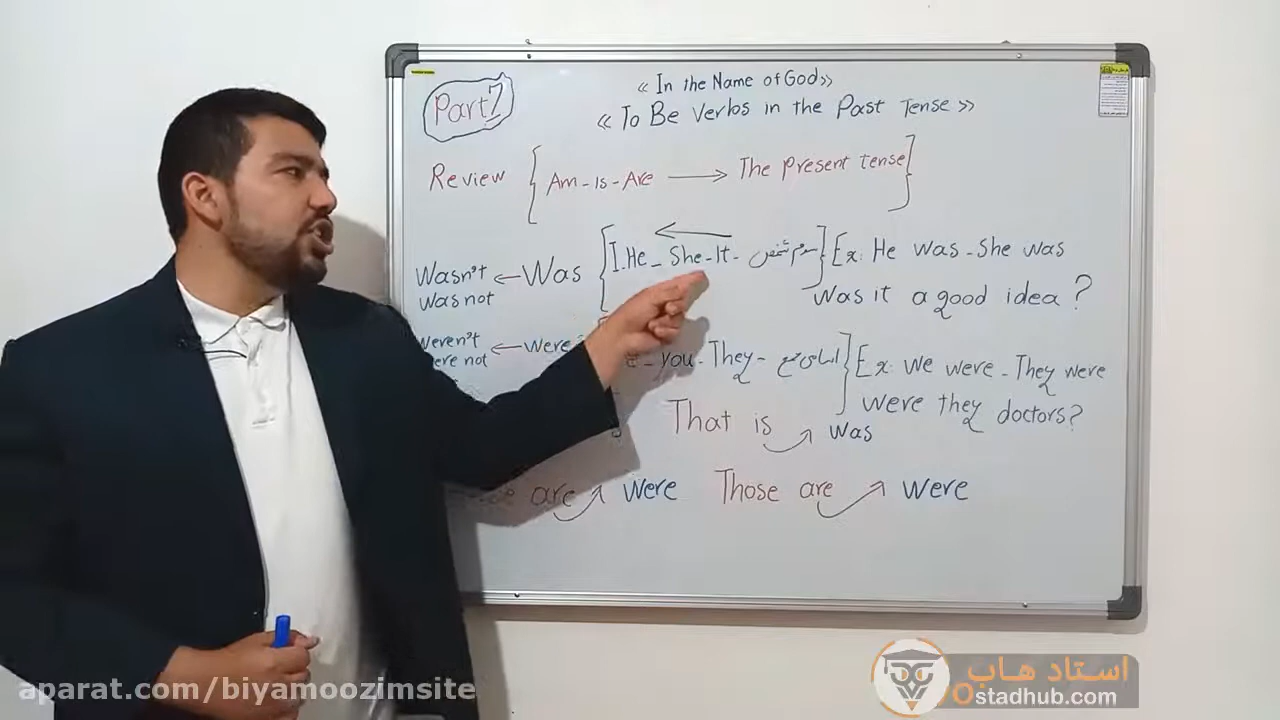 « In the Name of God»
Part7 « To Be Verbs in the Past Tense »
Review { Am - is - Are → The present tense }
Wasn't ← Was { I. He - She - It - سوم شخص } Ex: He was - She was
was not Was it a good idea ?
weren't ← were - you - They - اسامی جمع } Ex: we were - They were
not were they doctors?
That is → was
are → were Those are → were
aparat.com/biyamoozimsite
استاد هاب
ostadhub.com